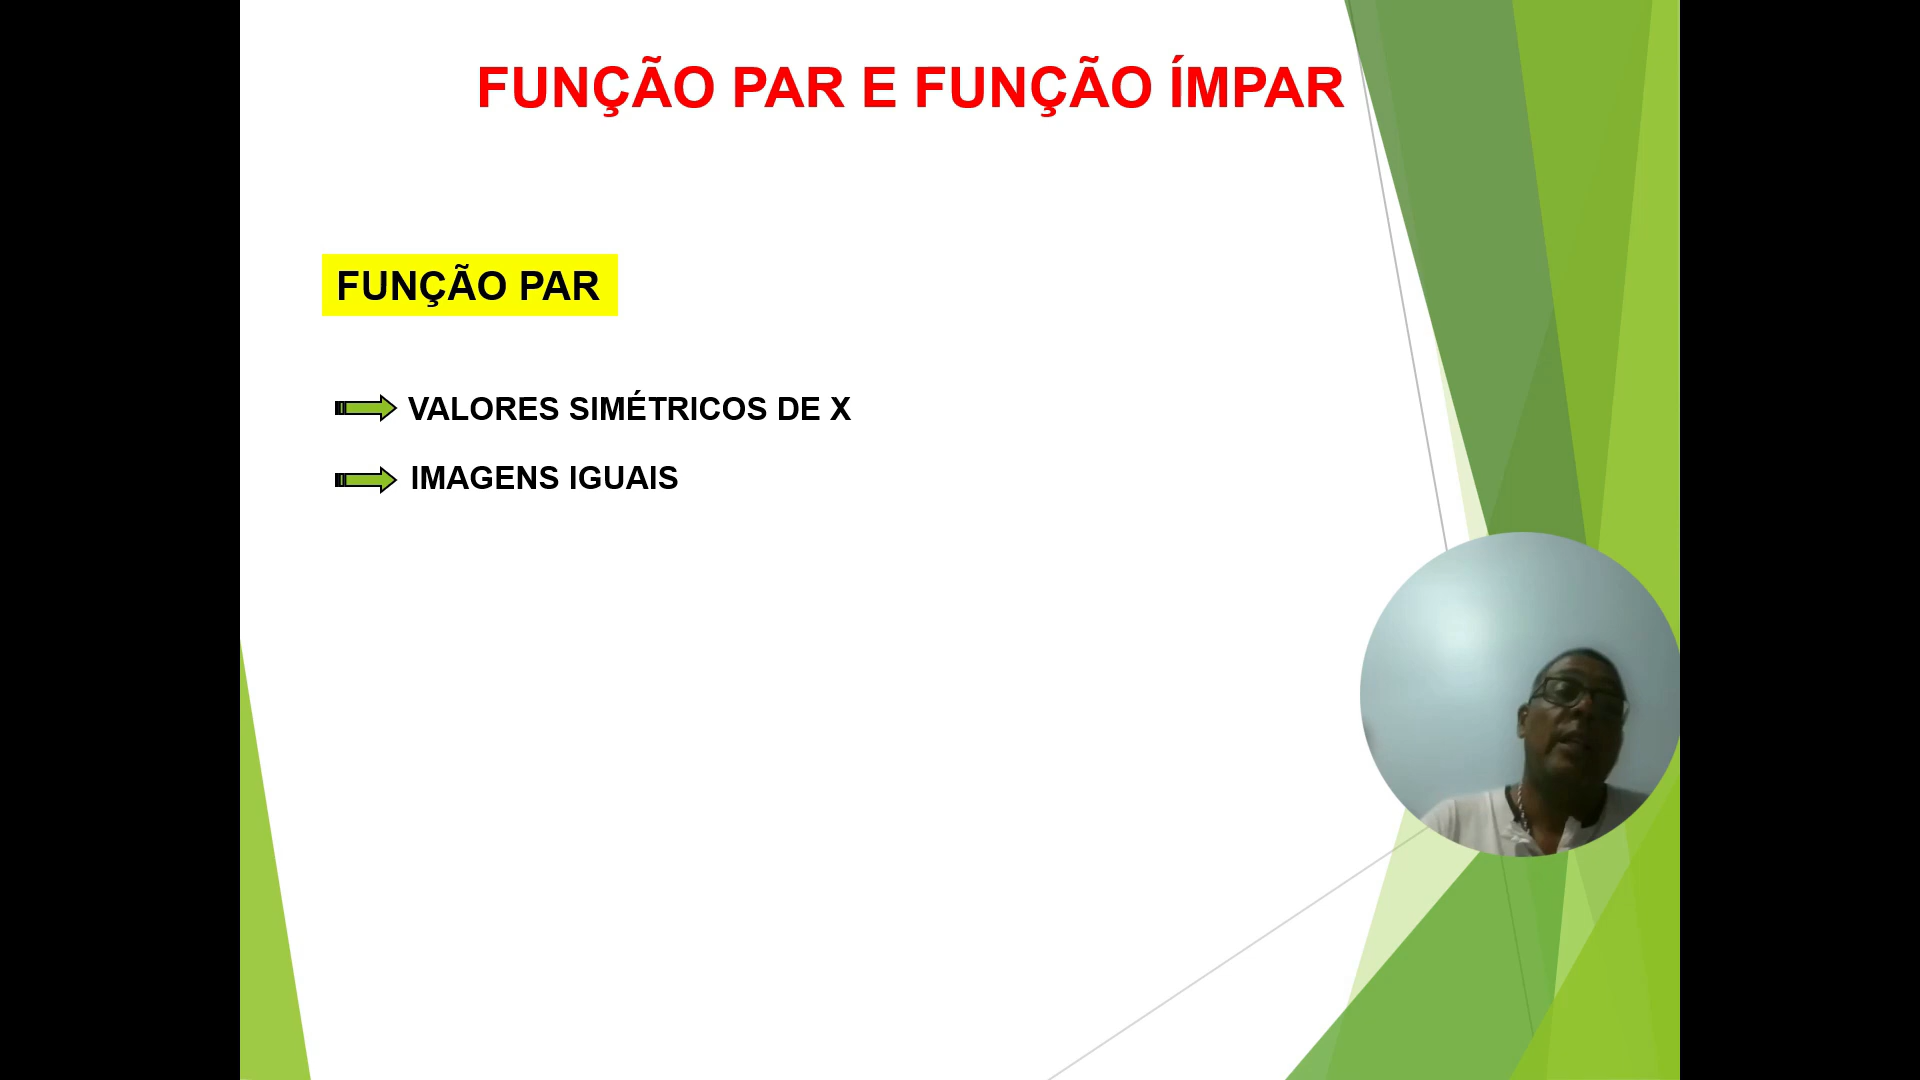 FUNÇÃO PAR E FUNÇÃO ÍMPAR
FUNÇÃO PAR
VALORES SIMÉTRICOS DE X
IMAGENS IGUAIS